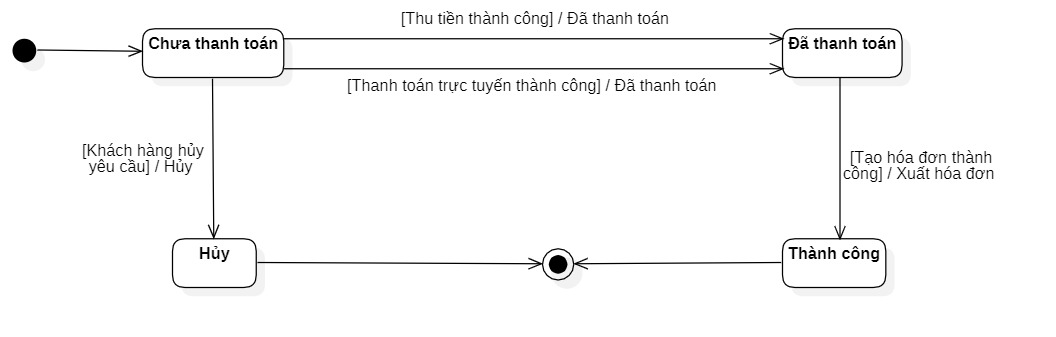 [Thu tiền thành công] / Đã thanh toán
Chưa thanh toán
Đã thanh toán
[Thanh toán trực tuyến thành công] / Đã thanh toán
[Khách hàng hủy
yêu cầu] / Hủy
[Tạo hóa đơn thành
công] / Xuất hóa đơn
Hủy
Thành công